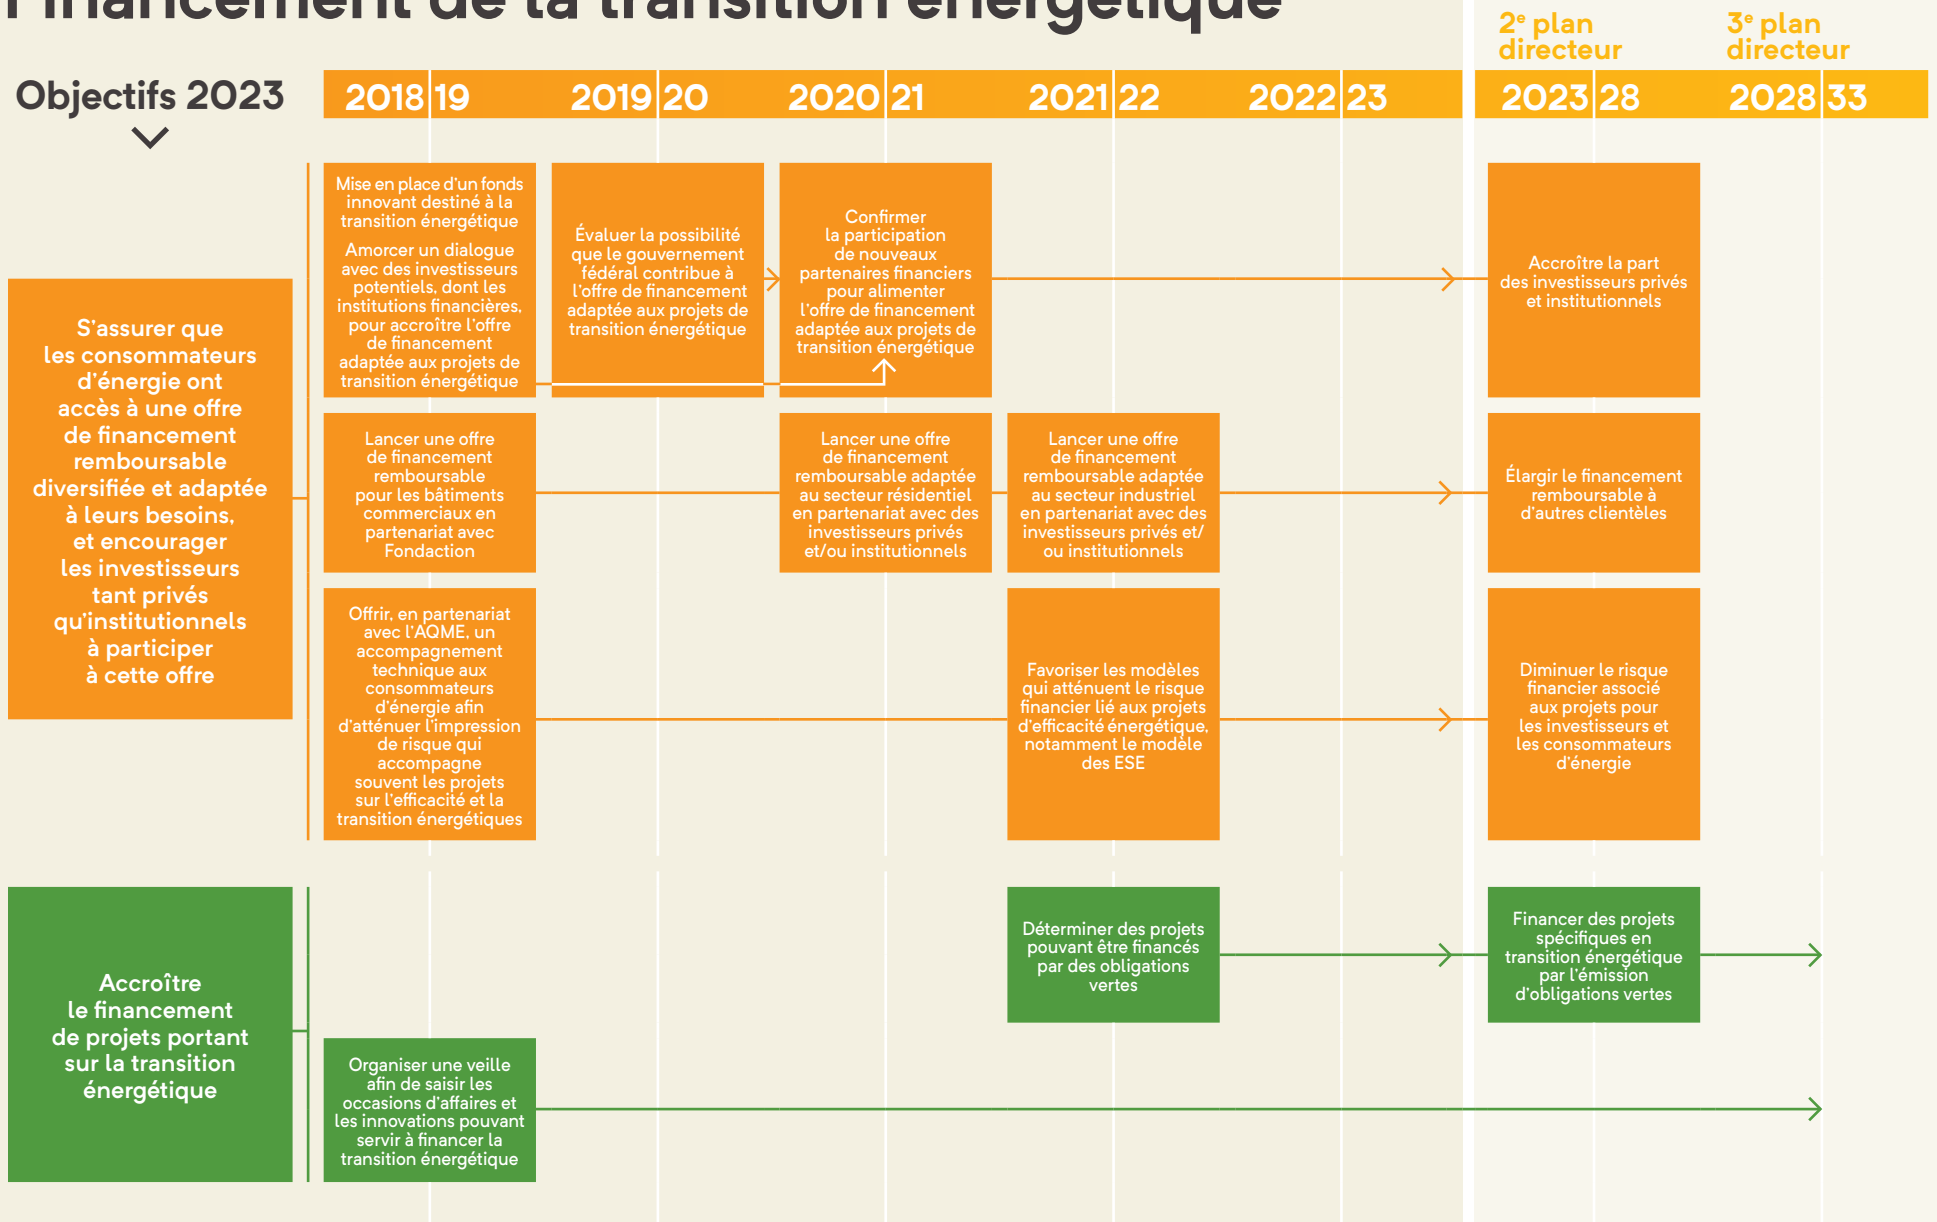 Financement de la transition énergétique
2e plan
directeur
3e plan
directeur
Objectifs 2023
2018 19
2019 20
2020 21
2021 22
2022 23
2023 28
2028 33
S'assurer que
les consommateurs
d'énergie ont
accès à une offre
de financement
remboursable
diversifiée et adaptée
à leurs besoins,
et encourager
les investisseurs
tant privés
qu'institutionnels
à participer
à cette offre
Mise en place d'un fonds
innovant destiné à la
transition énergétique
Amorcer un dialogue
avec des investisseurs
potentiels, dont les
institutions financières,
pour accroître l'offre
de financement
adaptée aux projets de
transition énergétique
Évaluer la possibilité
que le gouvernement
fédéral contribue à
l'offre de financement
adaptée aux projets de
transition énergétique
Confirmer
la participation
de nouveaux
partenaires financiers
pour alimenter
l'offre de financement
adaptée aux projets de
transition énergétique
Accroître la part
des investisseurs privés
et institutionnels
Lancer une offre
de financement
remboursable
pour les bâtiments
commerciaux en
partenariat avec
Fondaction
Lancer une offre
de financement
remboursable adaptée
au secteur résidentiel
en partenariat avec des
investisseurs privés
et/ou institutionnels
Lancer une offre
de financement
remboursable adaptée
au secteur industriel
en partenariat avec des
investisseurs privés et/
ou institutionnels
Élargir le financement
remboursable à
d'autres clientèles
Offrir, en partenariat
avec l'AQME, un
accompagnement
technique aux
consommateurs
d'énergie afin
d'atténuer l'impression
de risque qui
accompagne
souvent les projets
sur l'efficacité et la
transition énergétiques
Favoriser les modèles
qui atténuent le risque
financier lié aux projets
d'efficacité énergétique,
notamment le modèle
des ESE
Diminuer le risque
financier associé
aux projets pour
les investisseurs et
les consommateurs
d'énergie
Accroître
le financement
de projets portant
sur la transition
énergétique
Déterminer des projets
pouvant être financés
par des obligations
vertes
Financer des projets
spécifiques en
transition énergétique
par l'émission
d'obligations vertes
Organiser une veille
afin de saisir les
occasions d'affaires et
les innovations pouvant
servir à financer la
transition énergétique